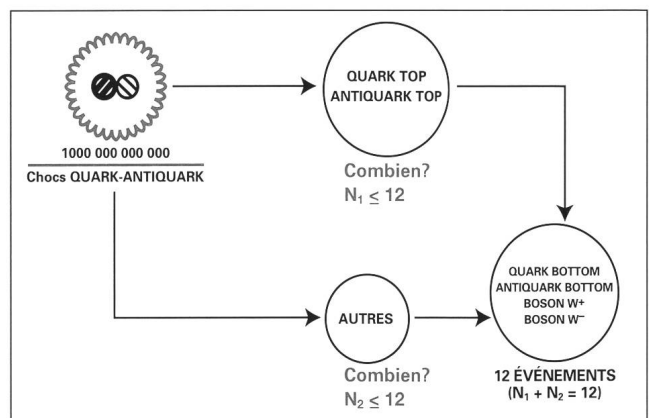 1000 000 000 000
Chocs QUARK-ANTIQUARK
QUARK TOP
ANTIQUARK TOP
Combien?
N₁ ≤ 12
AUTRES
Combien?
N₂ ≤ 12
QUARK BOTTOM
ANTIQUARK BOTTOM
BOSON W⁺
BOSON W⁻
12 ÉVÉNEMENTS
(N₁ + N₂ = 12)